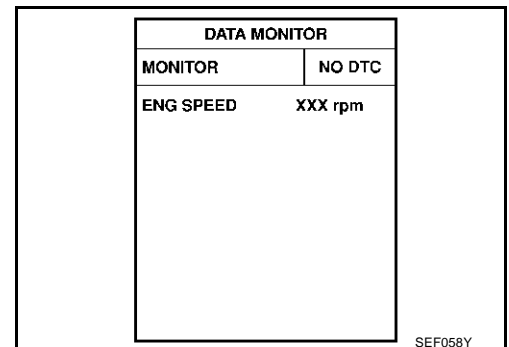 DATA MONITOR
MONITOR NO DTC
ENG SPEED XXX rpm
SEF058Y